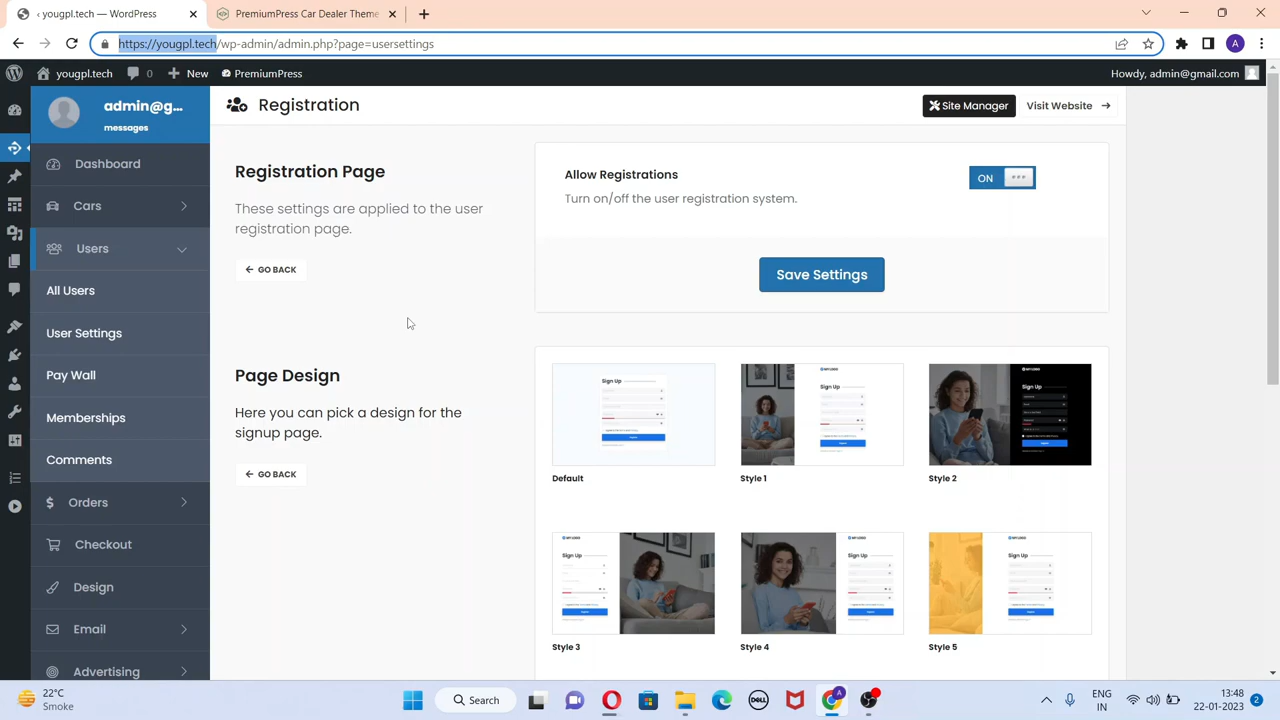 ‹ yougpl.tech — WordPress
PremiumPress Car Dealer Theme
https://yougpl.tech/wp-admin/admin.php?page=usersettings
A
yougpl.tech
0
New
PremiumPress
Howdy, admin@gmail.com
admin@g...
messages
Dashboard
Cars
Users
All Users
User Settings
Pay Wall
Memberships
Comments
Orders
Checkout
Design
Email
Advertising
Registration
Site Manager
Visit Website
Registration Page
These settings are applied to the user
registration page.
GO BACK
Allow Registrations
ON
Turn on/off the user registration system.
Save Settings
Page Design
Here you can pick a design for the
signup page.
GO BACK
Sign Up
Sign Up
Sign Up
Default
Style 1
Style 2
Sign Up
Sign Up
Sign Up
Style 3
Style 4
Style 5
22°C
Smoke
Search
DELL
A
ENG
IN
13:48
22-01-2023
2